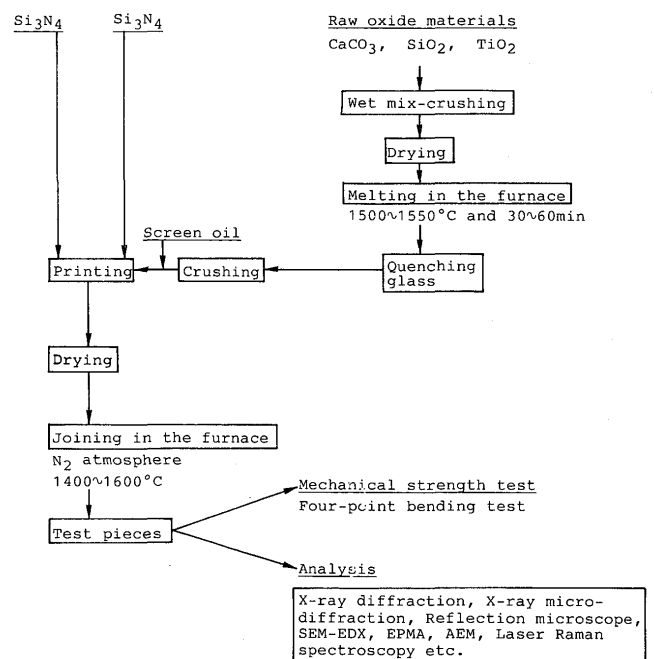 Si3N4
Si3N4
Raw oxide materials
CaCO3, SiO2, TiO2
Wet mix-crushing
Drying
Melting in the furnace
1500~1550°C and 30~60min
Screen oil
Printing
Crushing
Quenching
glass
Drying
Joining in the furnace
N2 atmosphere
1400~1600°C
Mechanical strength test
Four-point bending test
Test pieces
Analysis
X-ray diffraction, X-ray micro-
diffraction, Reflection microscope,
SEM-EDX, EPMA, AEM, Laser Raman
spectroscopy etc.